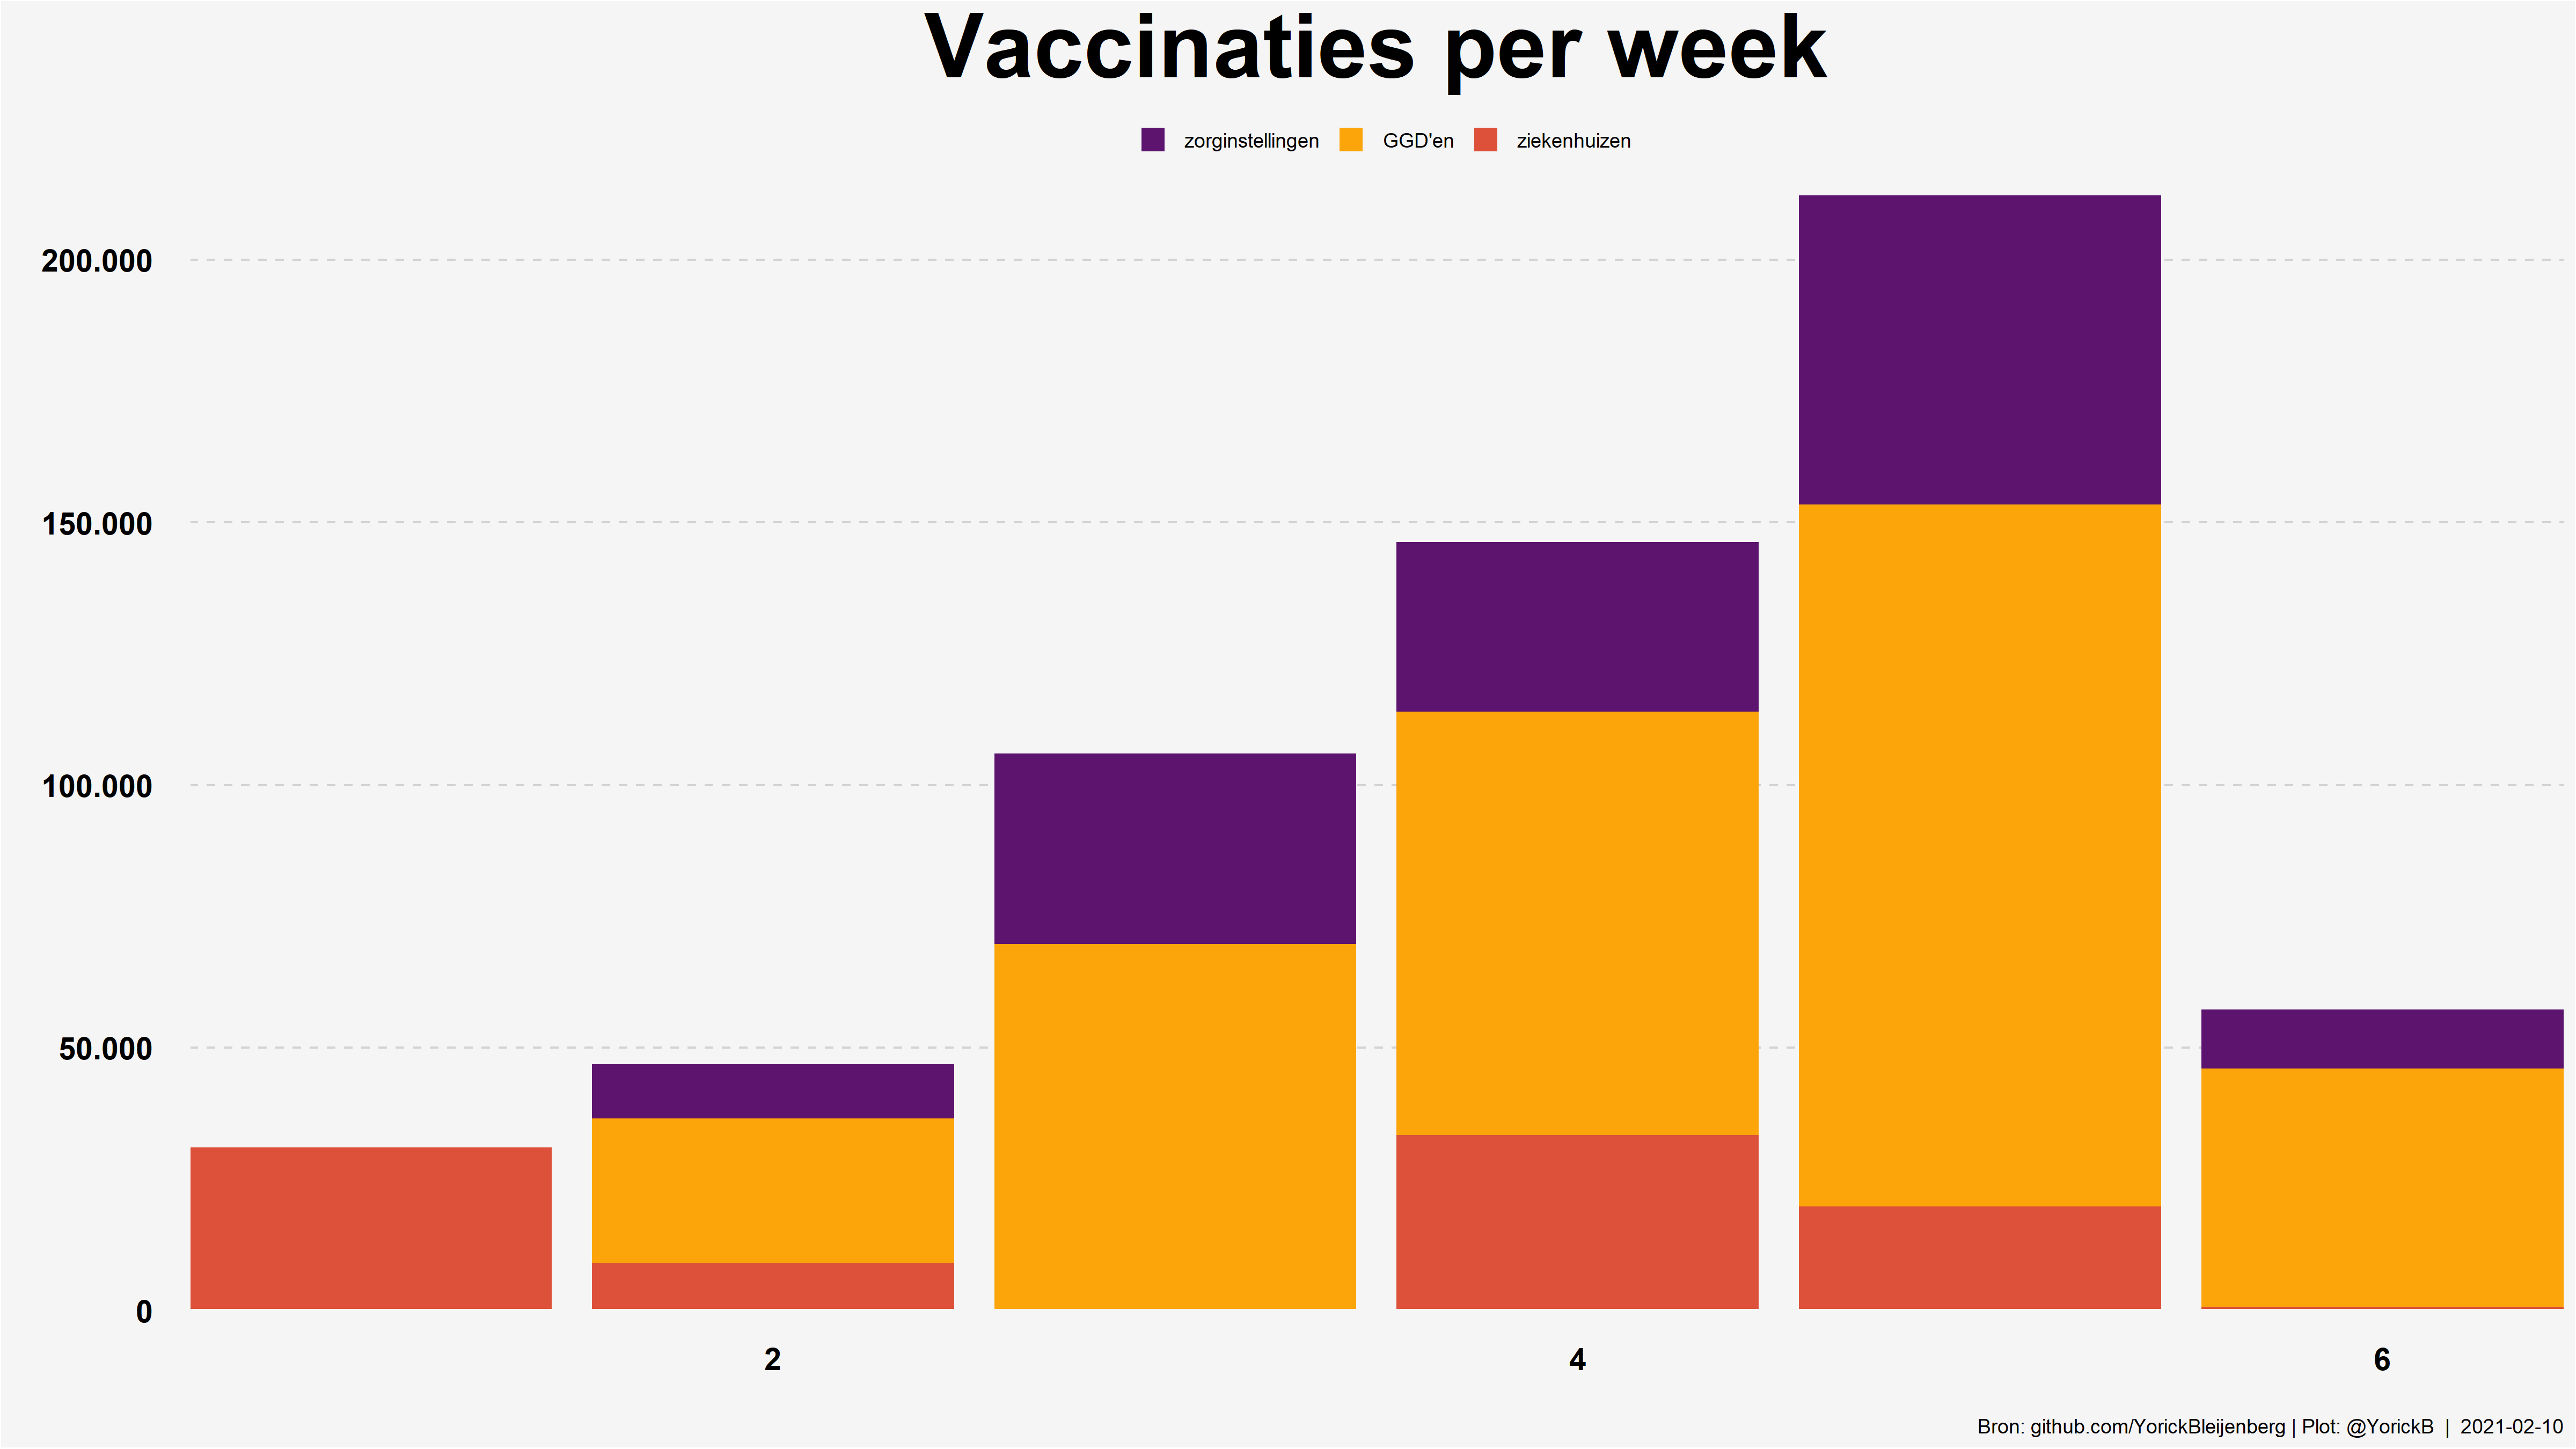 Vaccinaties per week
zorginstellingen GGD'en ziekenhuizen
200.000
150.000
100.000
50.000
0
2 4 6
Bron: github.com/YorickBleijenberg | Plot: @YorickB | 2021-02-10